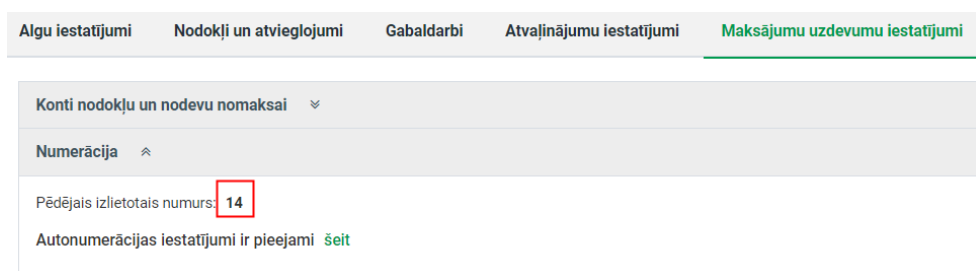 Algu iestatījumi Nodokļi un atvieglojumi Gabaldarbi Atvaļinājumu iestatījumi Maksājumu uzdevumu iestatījumi
Konti nodokļu un nodevu nomaksai
Numerācija
Pēdējais izlietotais numurs: 14
Autonumerācijas iestatījumi ir pieejami šeit